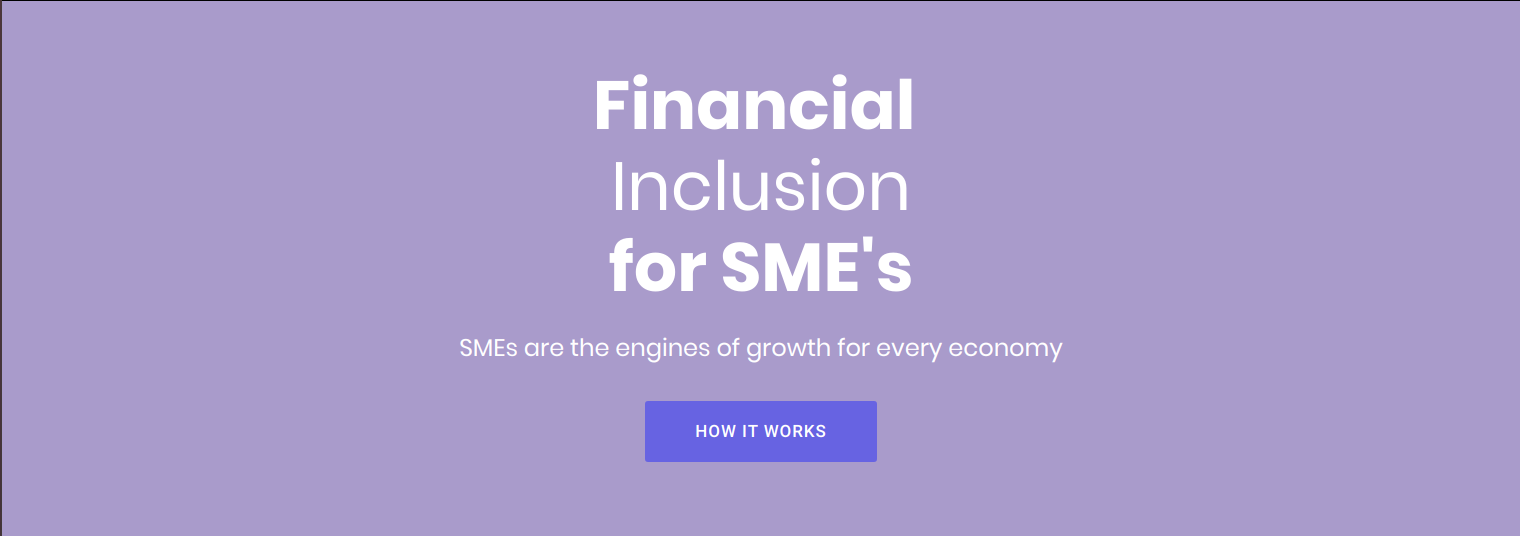 Financial
Inclusion
for SME's
SMEs are the engines of growth for every economy
HOW IT WORKS